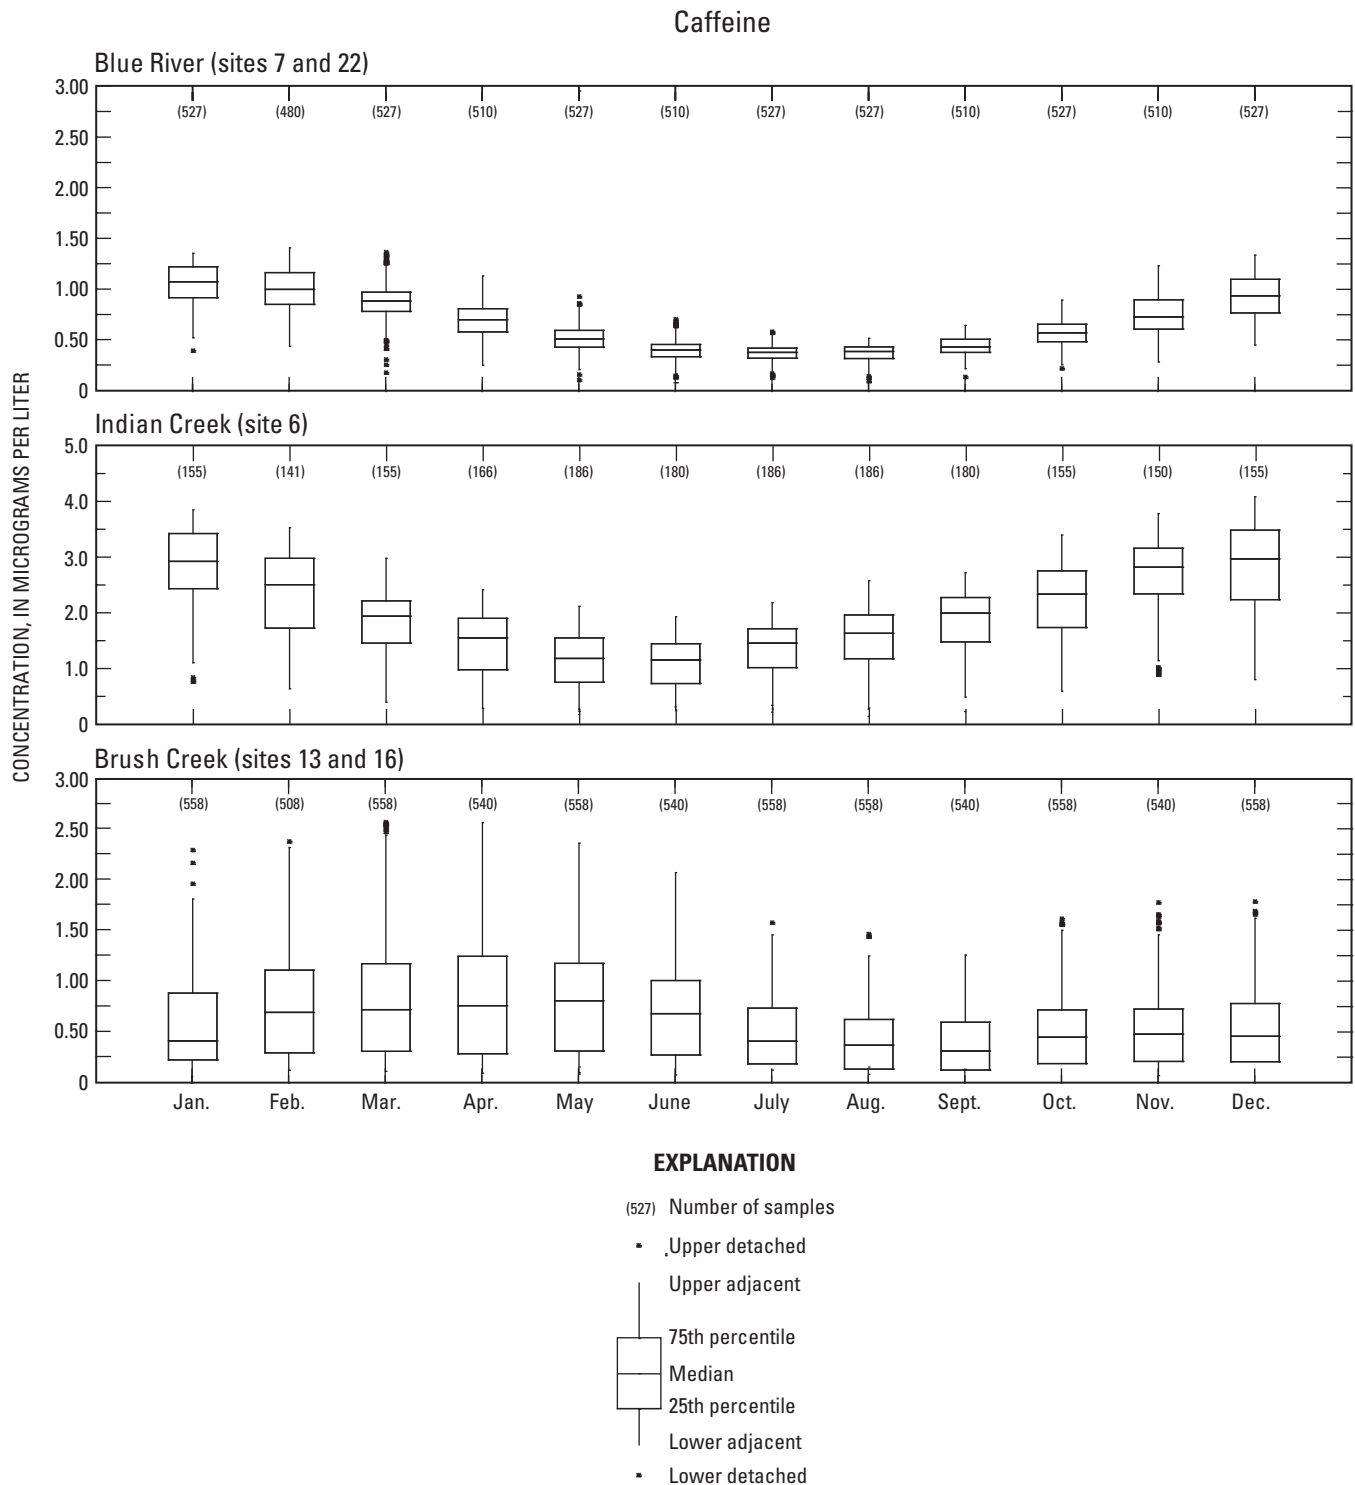 Caffeine
Blue River (sites 7 and 22)
3.00
(527) (480) (527) (510) (527) (510) (527) (527) (510) (527) (510) (527)
2.50
2.00
1.50
1.00
0.50
0
Indian Creek (site 6)
5.0
(155) (141) (155) (166) (186) (180) (186) (186) (180) (155) (150) (155)
4.0
3.0
2.0
1.0
0
CONCENTRATION, IN MICROGRAMS PER LITER
Brush Creek (sites 13 and 16)
3.00
(558) (508) (558) (540) (558) (540) (558) (558) (540) (558) (540) (558)
2.50
2.00
1.50
1.00
0.50
0
Jan. Feb. Mar. Apr. May June July Aug. Sept. Oct. Nov. Dec.
EXPLANATION
(527) Number of samples
Upper detached
Upper adjacent
75th percentile
Median
25th percentile
Lower adjacent
Lower detached